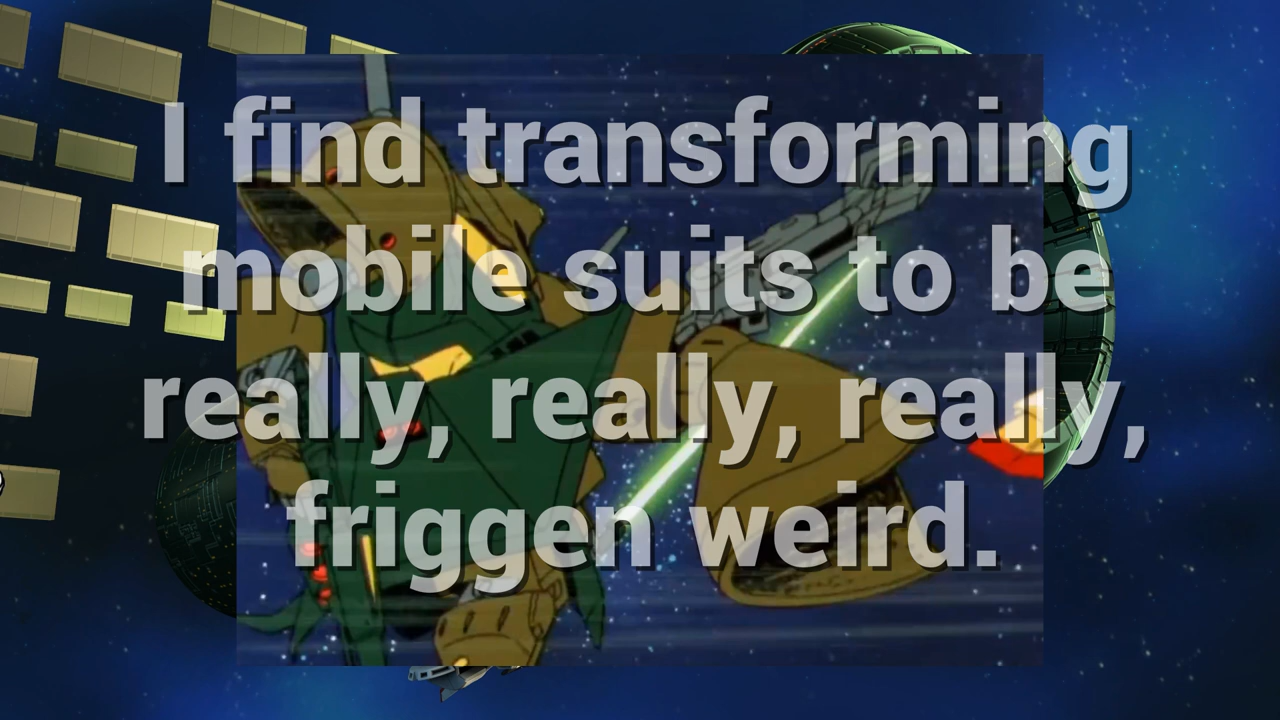 I find transforming
mobile suits to be
really, really, really,
friggen weird.